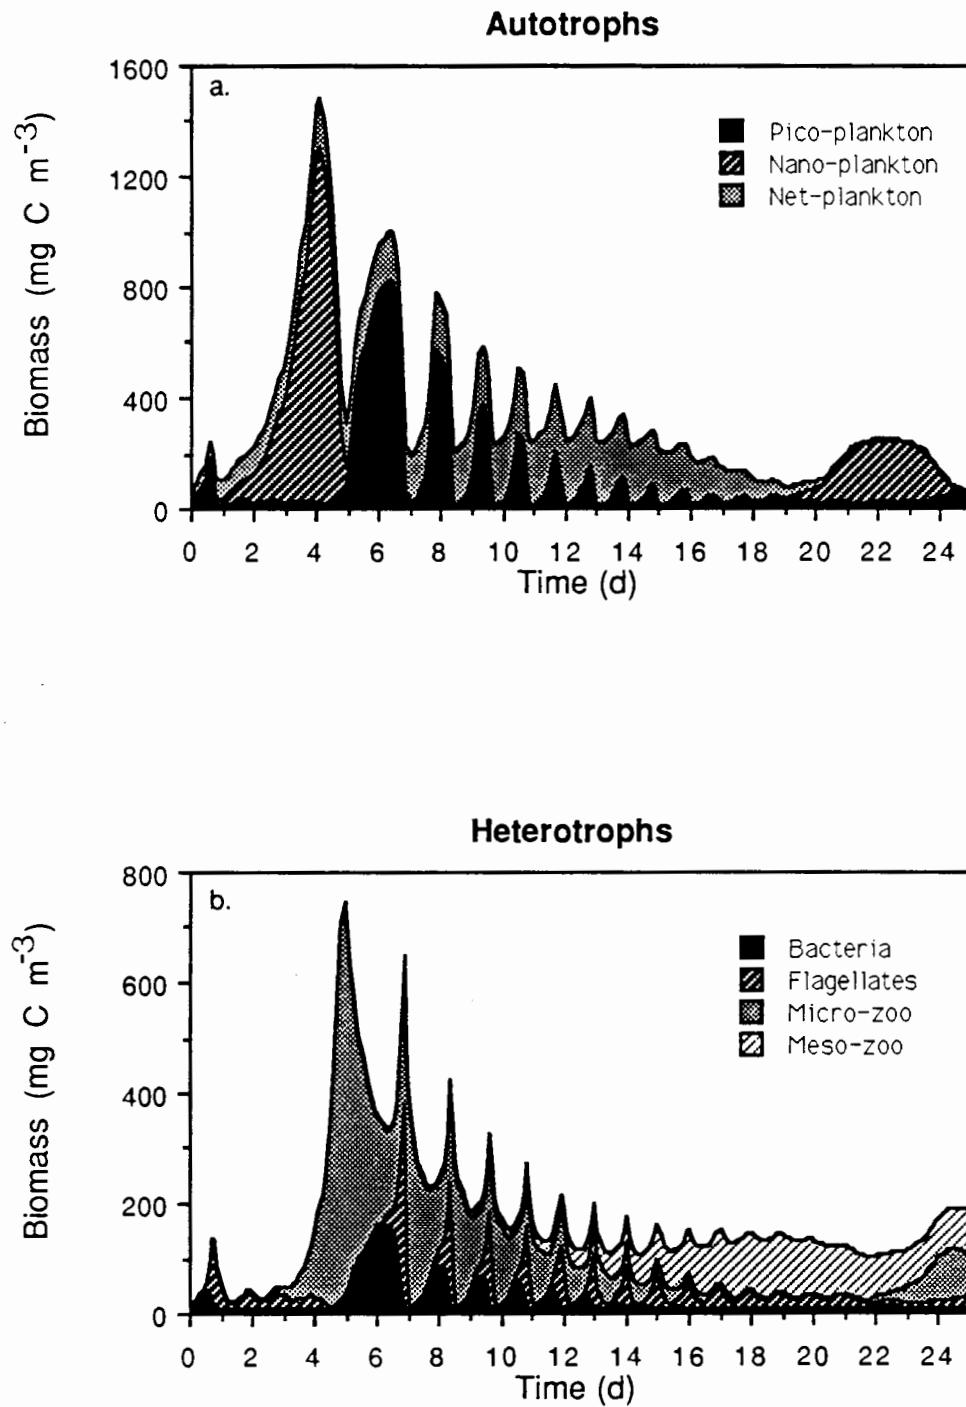 Autotrophs
a.
Pico-plankton
Nano-plankton
Net-plankton
Biomass (mg C m⁻³)
1600
1200
800
400
0
0 2 4 6 8 10 12 14 16 18 20 22 24
Time (d)
Heterotrophs
b.
Bacteria
Flagellates
Micro-zoo
Meso-zoo
Biomass (mg C m⁻³)
800
600
400
200
0
0 2 4 6 8 10 12 14 16 18 20 22 24
Time (d)